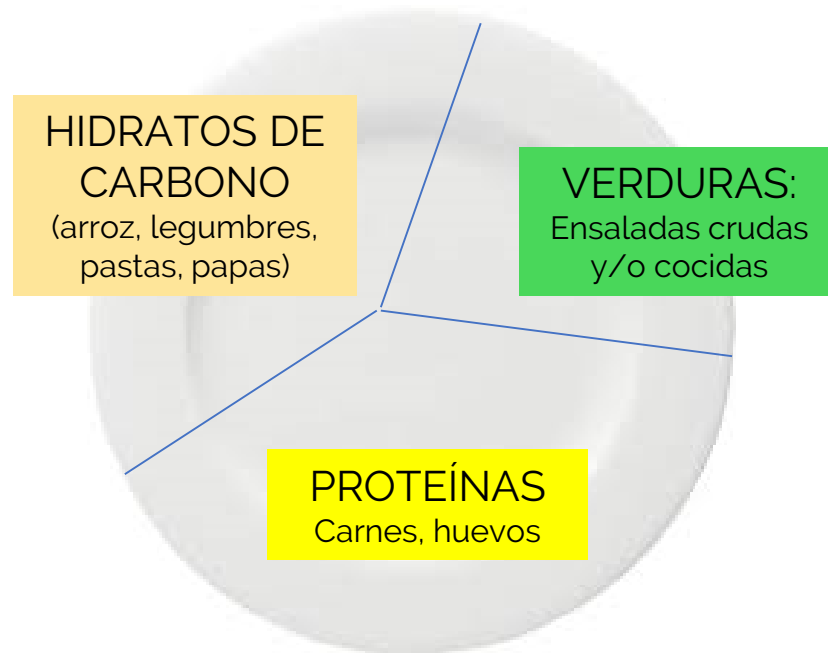 HIDRATOS DE
CARBONO
(arroz, legumbres,
pastas, papas)
VERDURAS:
Ensaladas crudas
y/o cocidas
PROTEÍNAS
Carnes, huevos